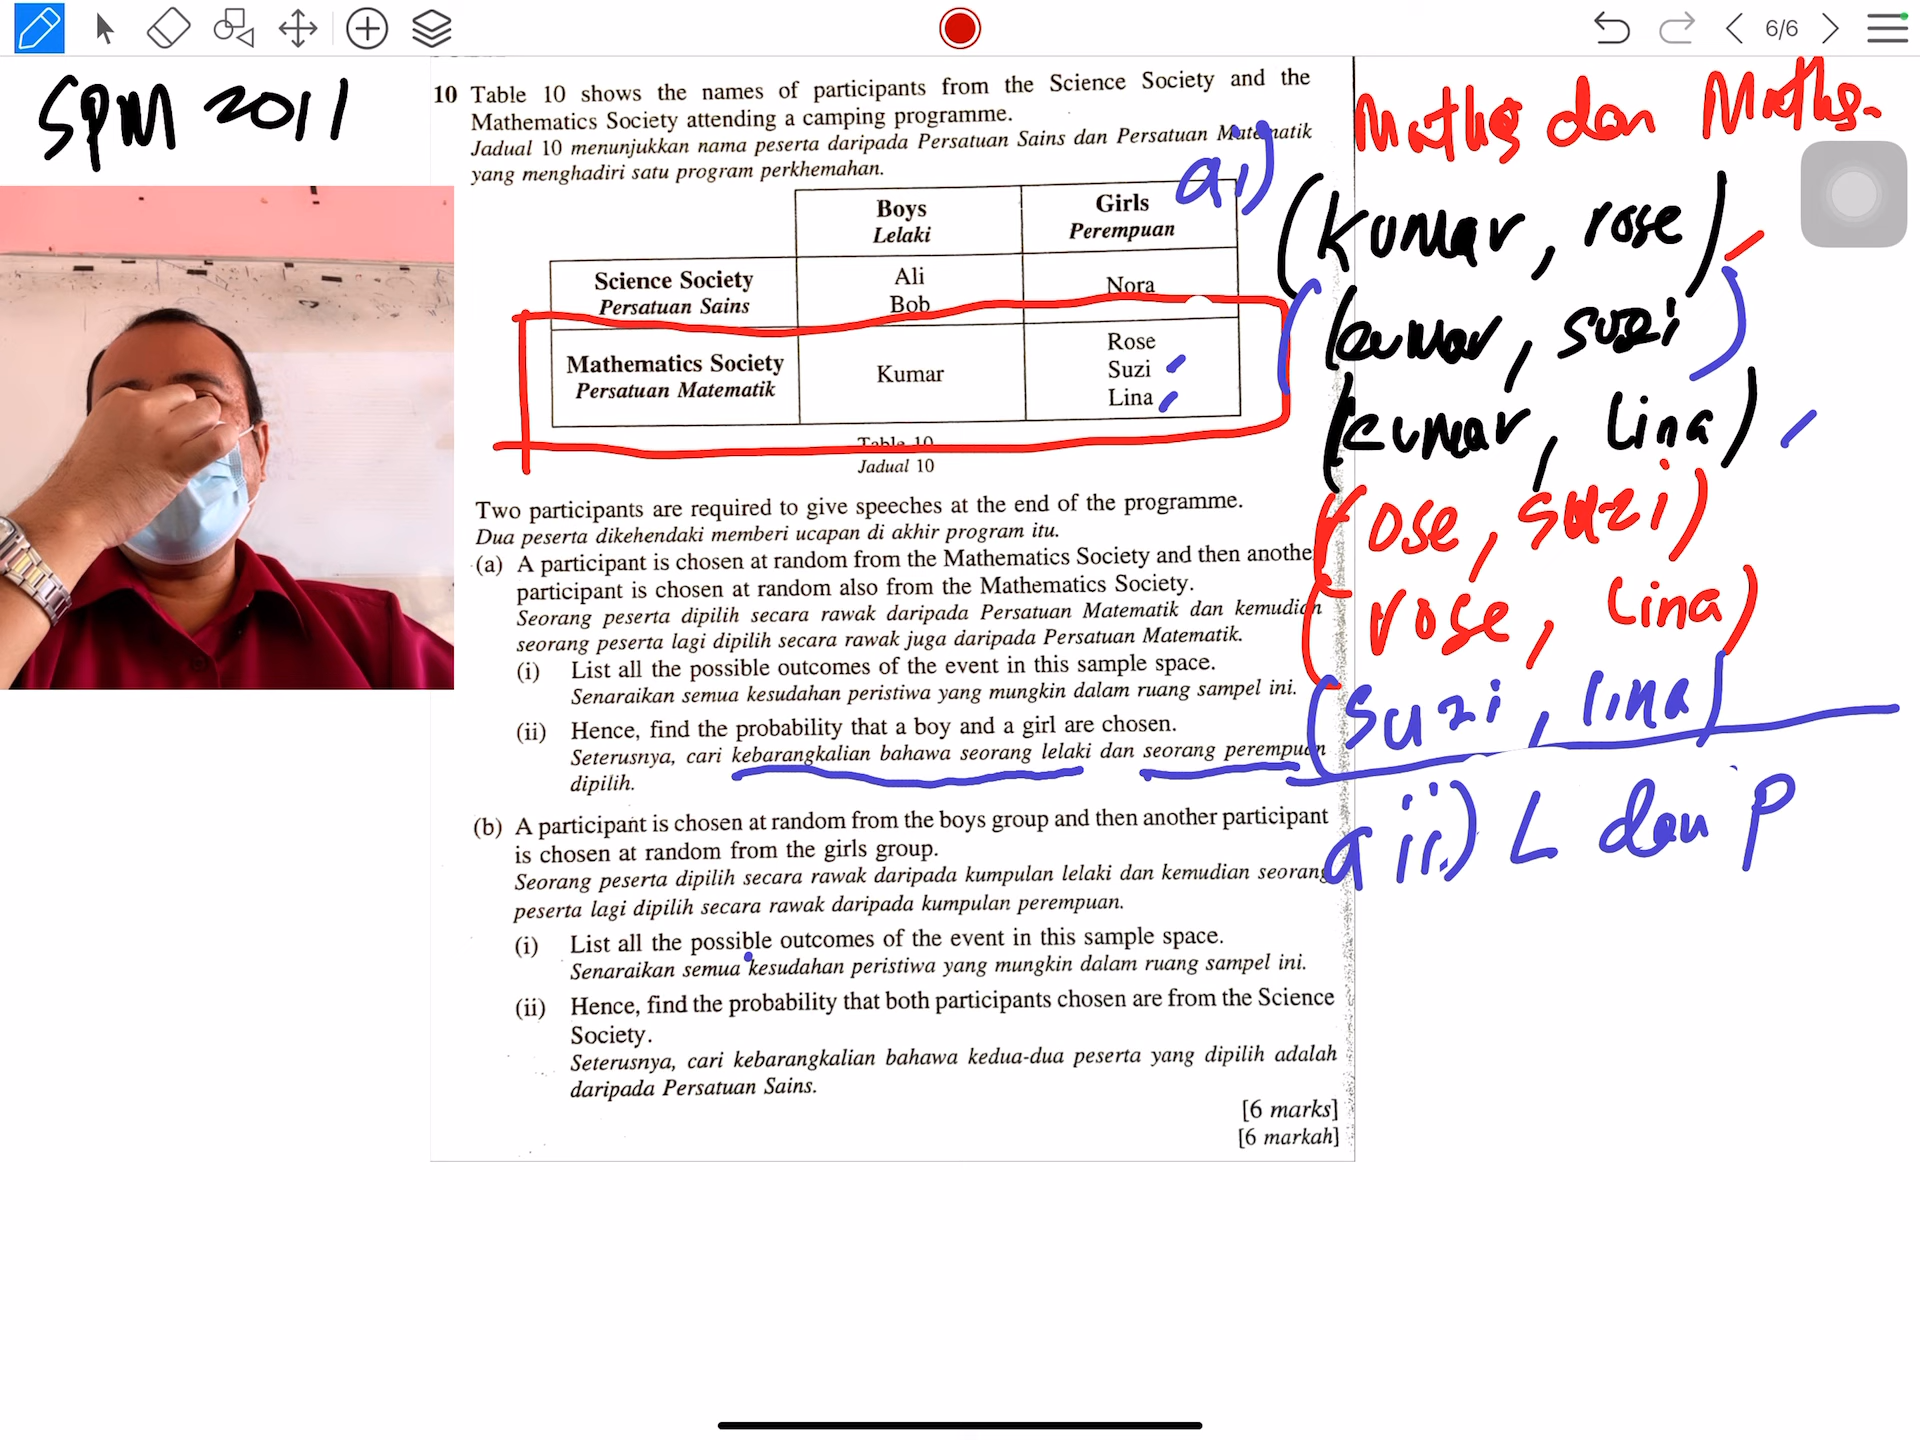 6/6
SPM 2011
10 Table 10 shows the names of participants from the Science Society and the
Mathematics Society attending a camping programme.
Jadual 10 menunjukkan nama peserta daripada Persatuan Sains dan Persatuan Matematik
yang menghadiri satu program perkhemahan.
Boys Girls
Lelaki Perempuan
Science Society Ali Nora
Persatuan Sains Bob
Mathematics Society Kumar Rose
Persatuan Matematik Suzi
Lina
Table 10
Jadual 10
Two participants are required to give speeches at the end of the programme.
Dua peserta dikehendaki memberi ucapan di akhir program itu.
(a) A participant is chosen at random from the Mathematics Society and then another
participant is chosen at random also from the Mathematics Society.
Seorang peserta dipilih secara rawak daripada Persatuan Matematik dan kemudian
seorang peserta lagi dipilih secara rawak juga daripada Persatuan Matematik.
(i) List all the possible outcomes of the event in this sample space.
Senaraikan semua kesudahan peristiwa yang mungkin dalam ruang sampel ini.
(ii) Hence, find the probability that a boy and a girl are chosen.
Seterusnya, cari kebarangkalian bahawa seorang lelaki dan seorang perempuan
dipilih.
(b) A participant is chosen at random from the boys group and then another participant
is chosen at random from the girls group.
Seorang peserta dipilih secara rawak daripada kumpulan lelaki dan kemudian seorang
peserta lagi dipilih secara rawak daripada kumpulan perempuan.
(i) List all the possible outcomes of the event in this sample space.
Senaraikan semua kesudahan peristiwa yang mungkin dalam ruang sampel ini.
(ii) Hence, find the probability that both participants chosen are from the Science
Society.
Seterusnya, cari kebarangkalian bahawa kedua-dua peserta yang dipilih adalah
daripada Persatuan Sains.
[6 marks]
[6 markah]
Maths dan Maths.
ai)
(Kumar, rose)
(kumar, suzi)
(kumar, Lina)
(rose, suzi)
(rose, Lina)
(suzi, lina)
a ii) L dan P